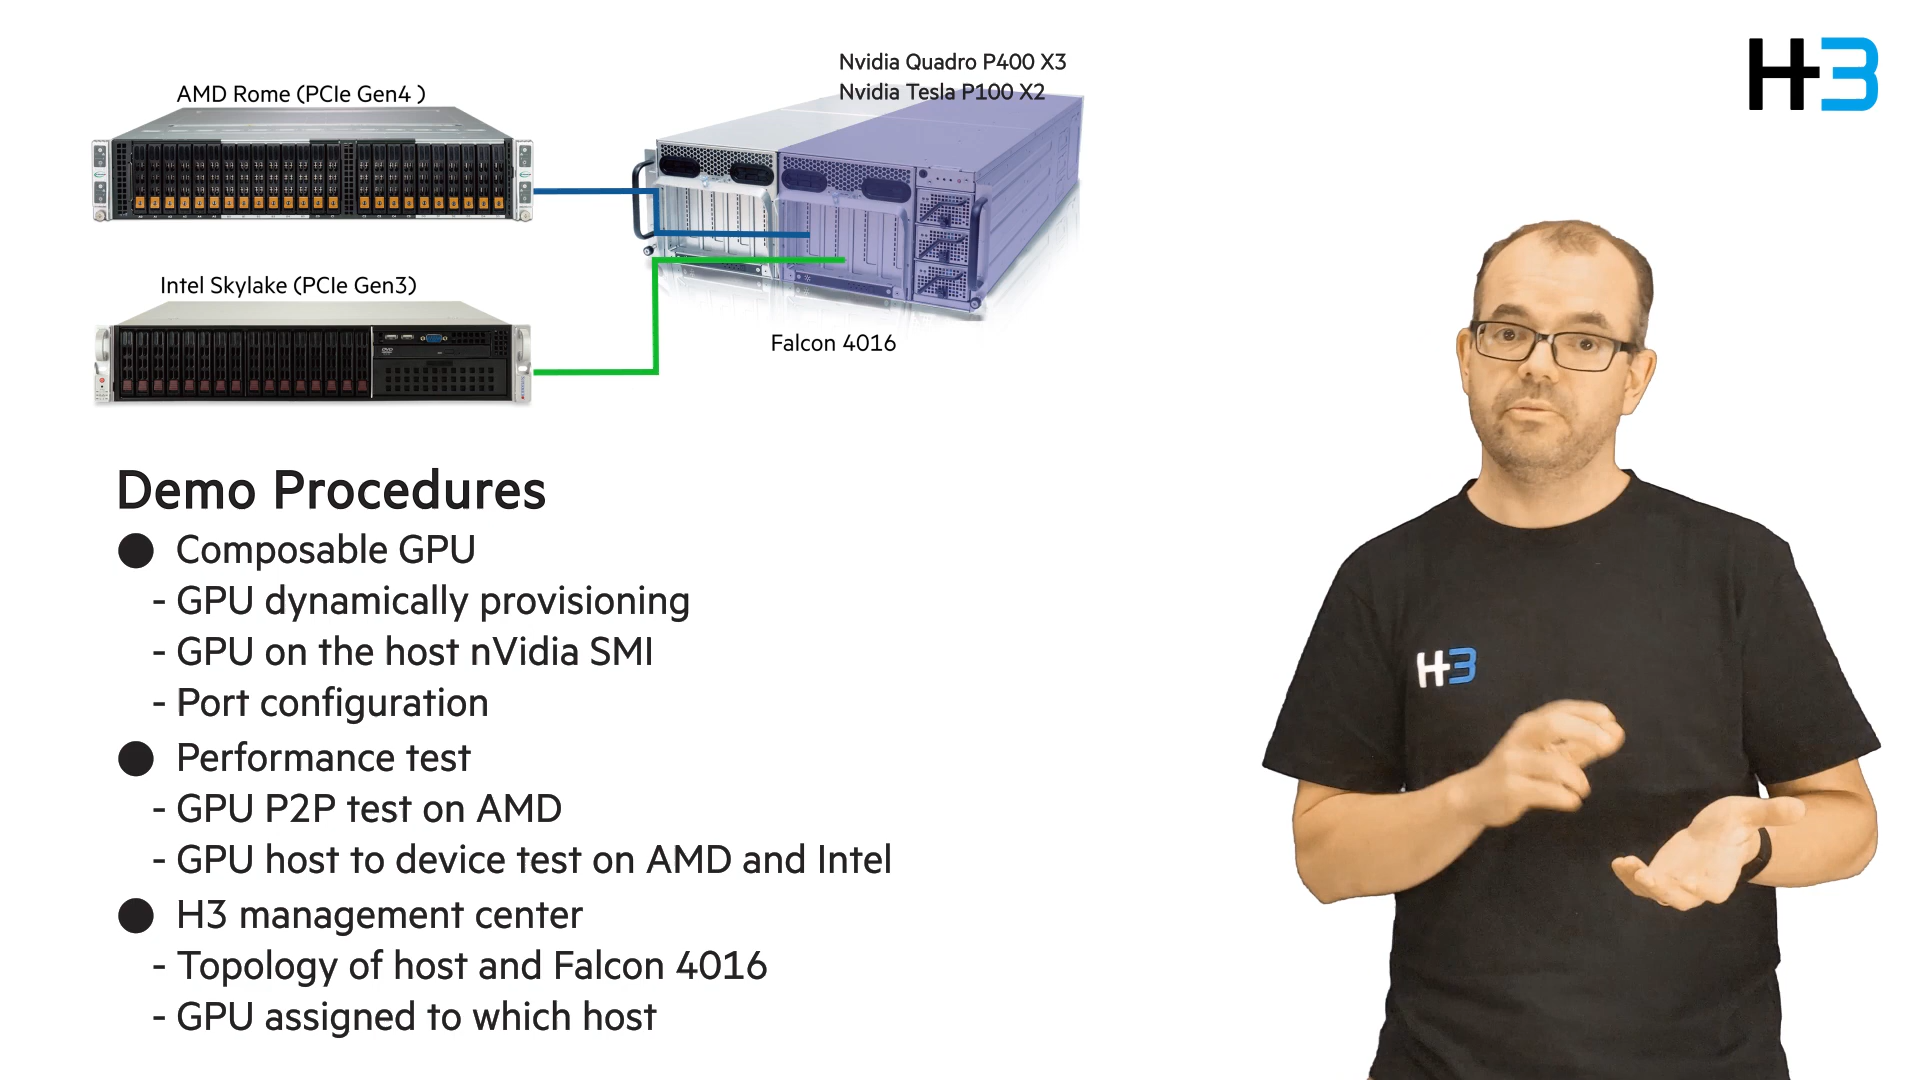 Nvidia Quadro P400 X3
Nvidia Tesla P100 X2
AMD Rome (PCIe Gen4 )
H3
Intel Skylake (PCIe Gen3)
Falcon 4016
Demo Procedures
● Composable GPU
- GPU dynamically provisioning
- GPU on the host nVidia SMI
- Port configuration
● Performance test
- GPU P2P test on AMD
- GPU host to device test on AMD and Intel
● H3 management center
- Topology of host and Falcon 4016
- GPU assigned to which host
H3